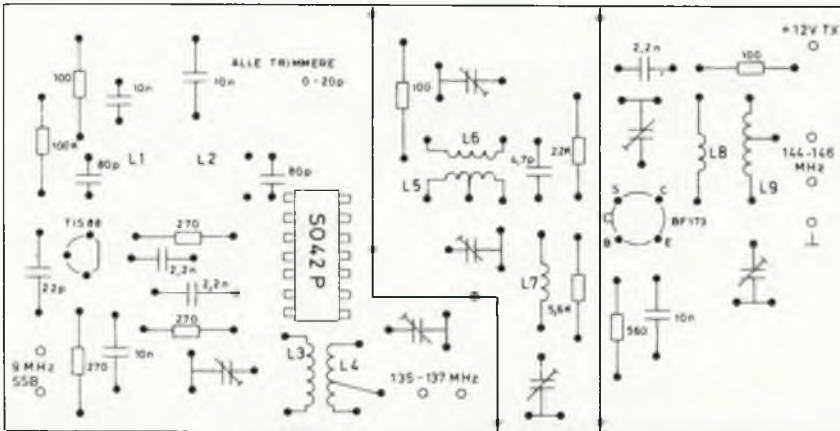 ALLE TRIMMERE
0-20p
100
10n
10n
100K
80p
L1
L2
80p
TIS88
270
2,2n
2,2n
22p
270
SO42P
9 MHz
SSB
270
10n
L3
L4
135-137 MHz
100
L6
L5
4,7p
22K
L7
5,6K
2,2n
100
+12V TX
L8
L9
144-146
MHz
S
C
B
E
BF173
560
10n